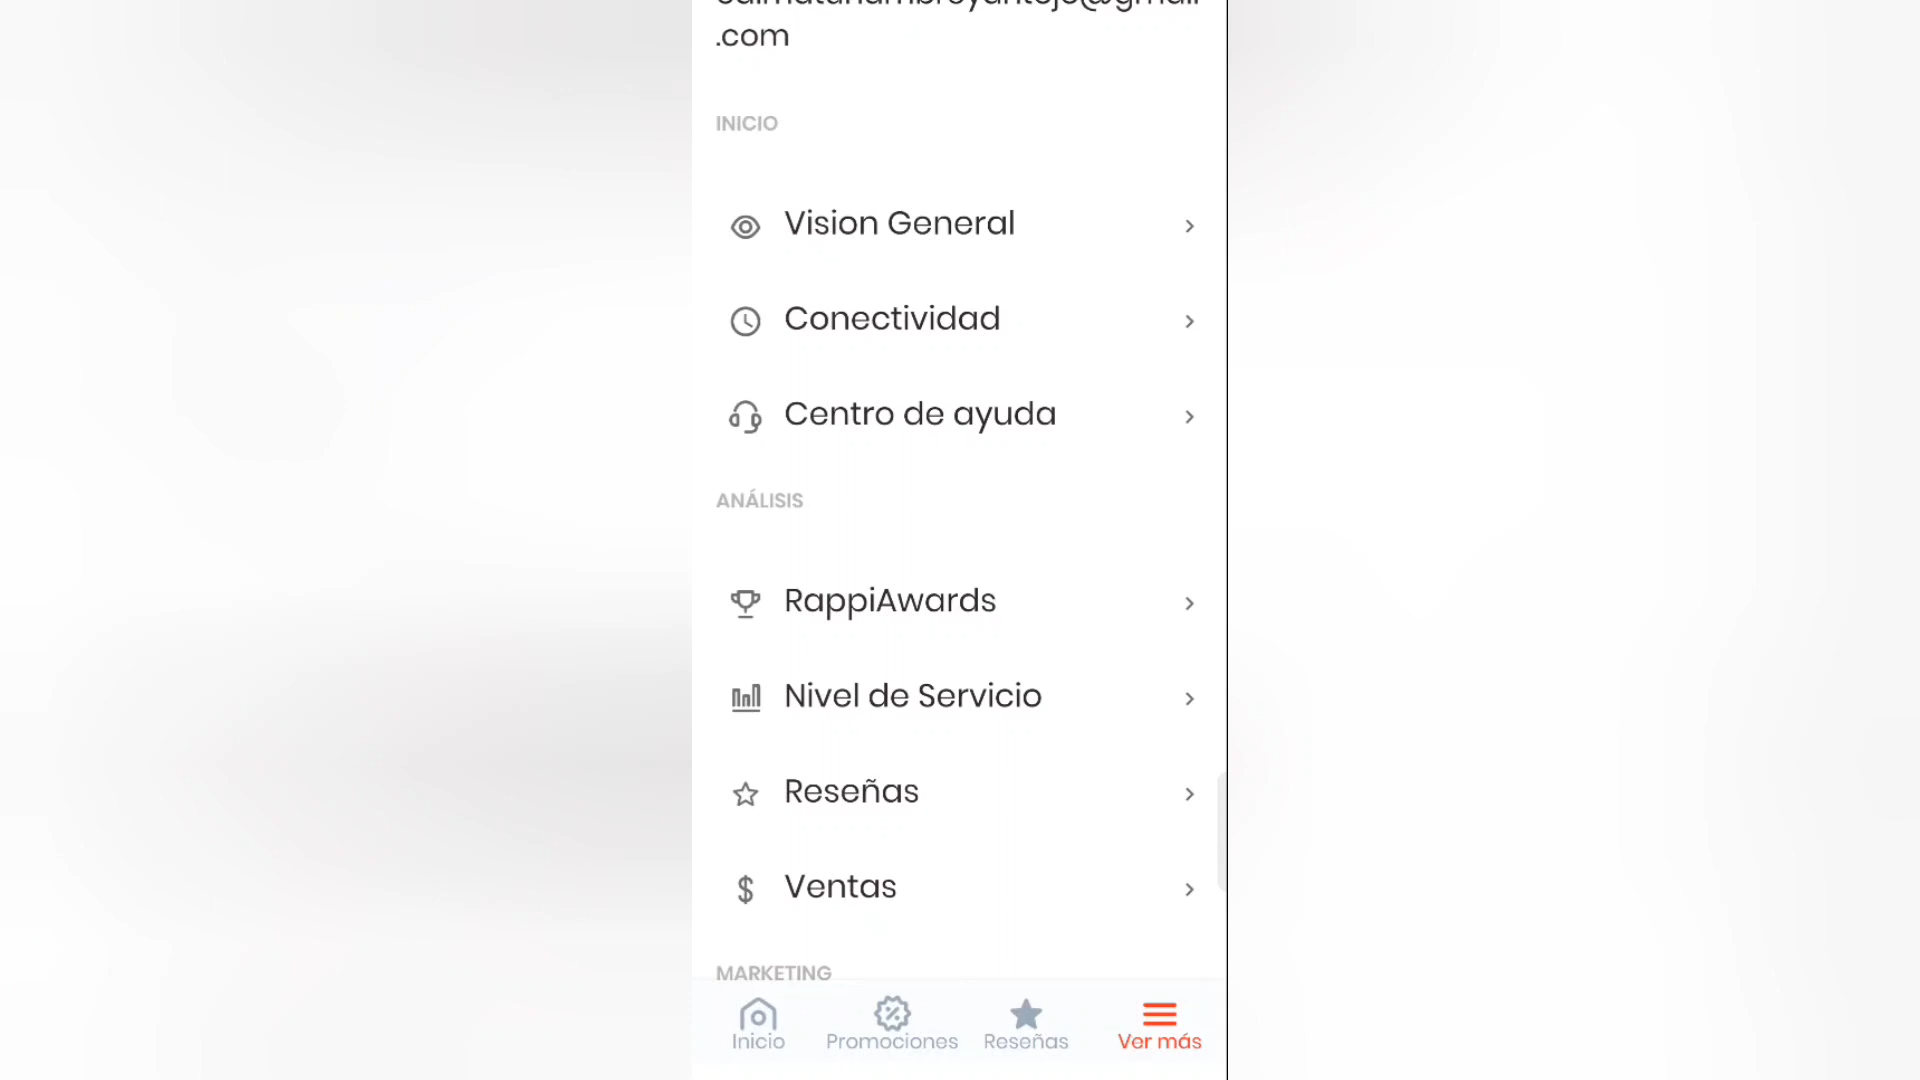 .com
INICIO
Vision General
Conectividad
Centro de ayuda
ANÁLISIS
RappiAwards
Nivel de Servicio
Reseñas
Ventas
MARKETING
Inicio
Promociones
Reseñas
Ver más